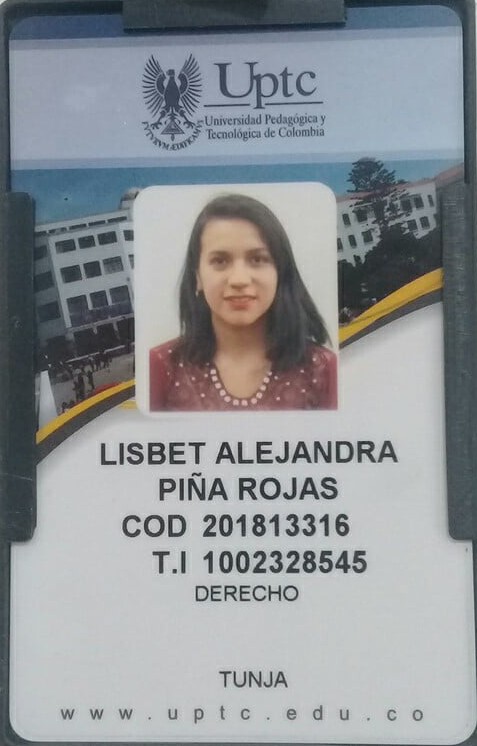 Uptc
Universidad Pedagógica y
Tecnológica de Colombia
LISBET ALEJANDRA
PIÑA ROJAS
COD 201813316
T.I 1002328545
DERECHO
TUNJA
www.uptc.edu.co